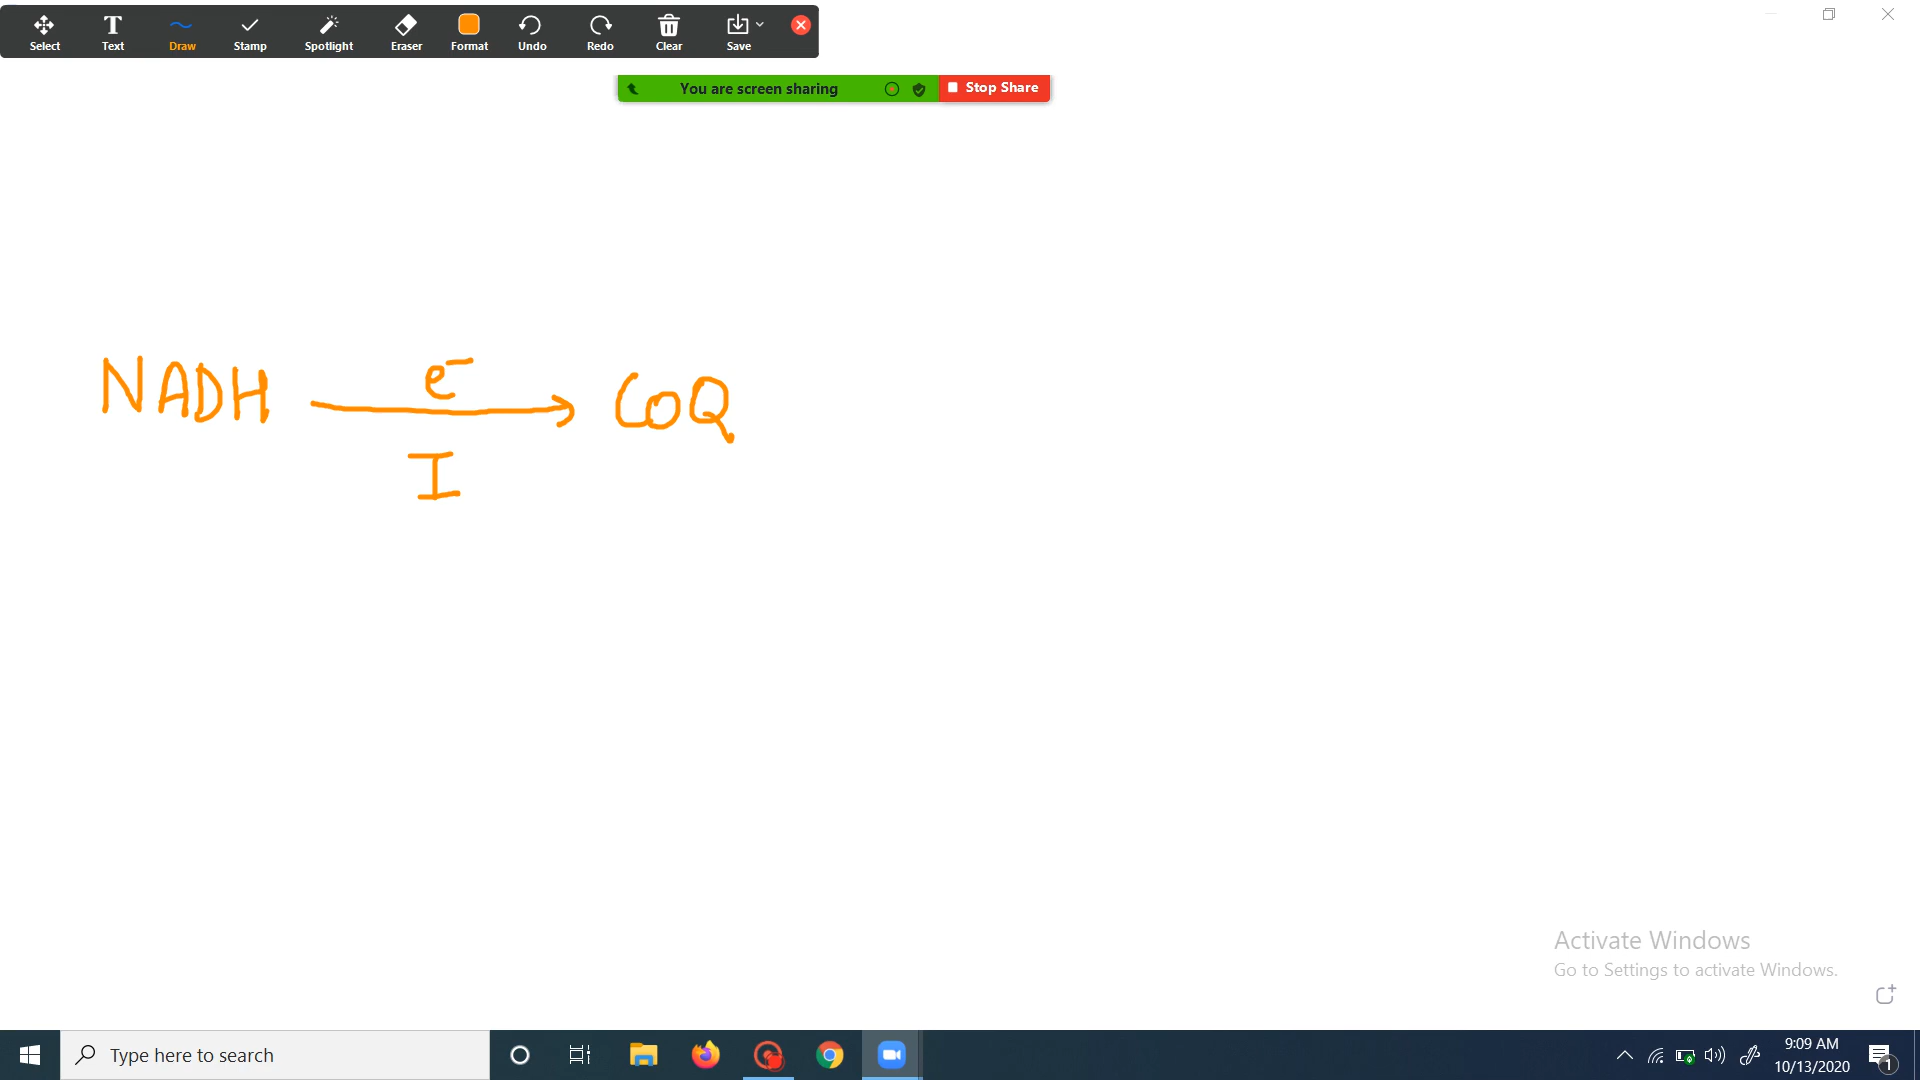 Select Text Draw Stamp Spotlight Eraser Format Undo Redo Clear Save
You are screen sharing Stop Share
NADH e⁻ CoQ
I
Activate Windows
Go to Settings to activate Windows.
Type here to search
9:09 AM
10/13/2020
1